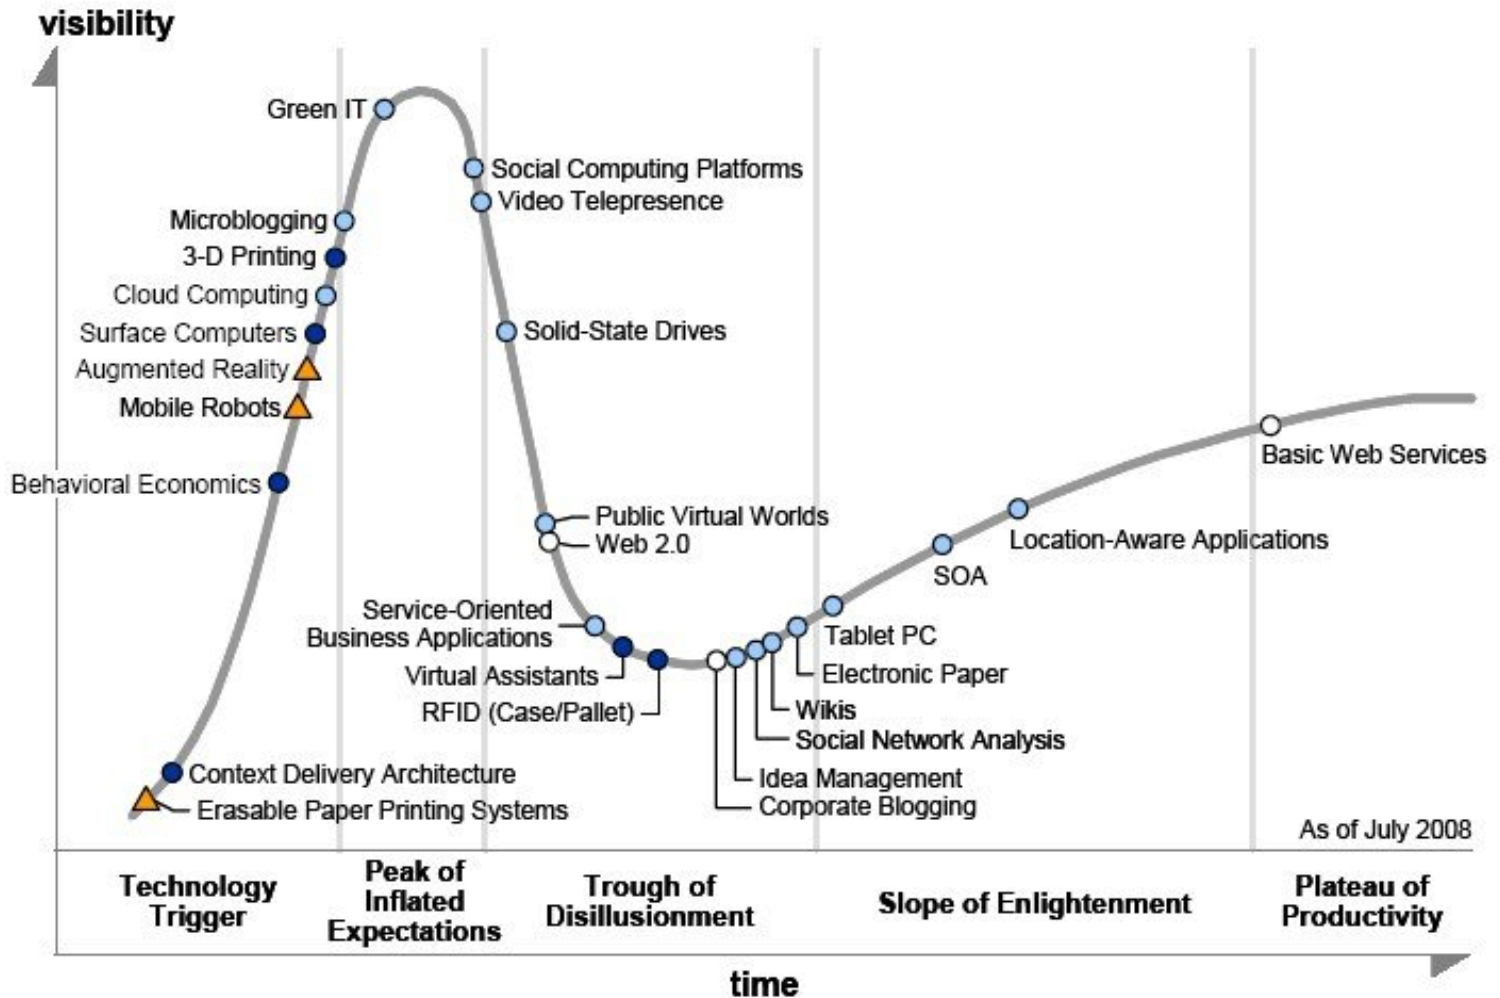 visibility
Green IT
Social Computing Platforms
Video Telepresence
Microblogging
3-D Printing
Cloud Computing
Surface Computers
Solid-State Drives
Augmented Reality
Mobile Robots
Behavioral Economics
Basic Web Services
Public Virtual Worlds
Web 2.0
Location-Aware Applications
SOA
Service-Oriented
Business Applications
Tablet PC
Virtual Assistants
Electronic Paper
RFID (Case/Pallet)
Wikis
Social Network Analysis
Context Delivery Architecture
Idea Management
Erasable Paper Printing Systems
Corporate Blogging
As of July 2008
Technology
Trigger
Peak of
Inflated
Expectations
Trough of
Disillusionment
Slope of Enlightenment
Plateau of
Productivity
time